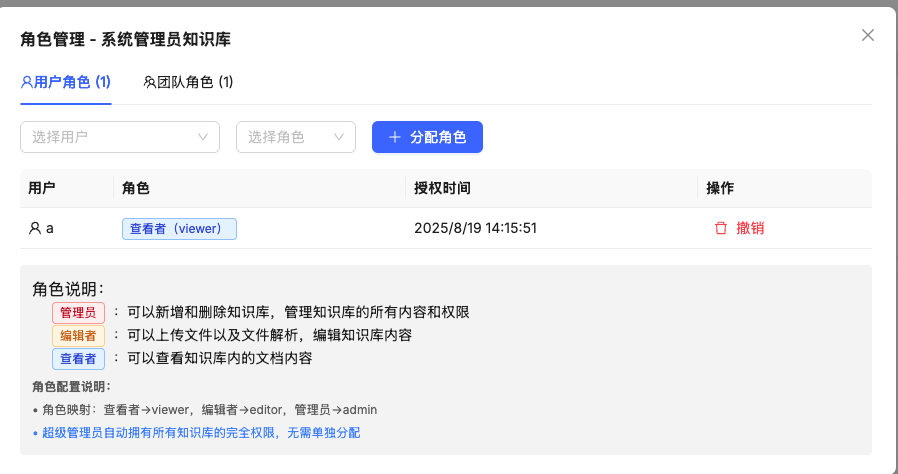 角色管理 - 系统管理员知识库
用户角色 (1) 团队角色 (1)
选择用户 选择角色 分配角色
用户 角色 授权时间 操作
a 查看者（viewer） 2025/8/19 14:15:51 撤销
角色说明：
管理员 ：可以新增和删除知识库，管理知识库的所有内容和权限
编辑者 ：可以上传文件以及文件解析，编辑知识库内容
查看者 ：可以查看知识库内的文档内容
角色配置说明：
• 角色映射：查看者→viewer，编辑者→editor，管理员→admin
• 超级管理员自动拥有所有知识库的完全权限，无需单独分配